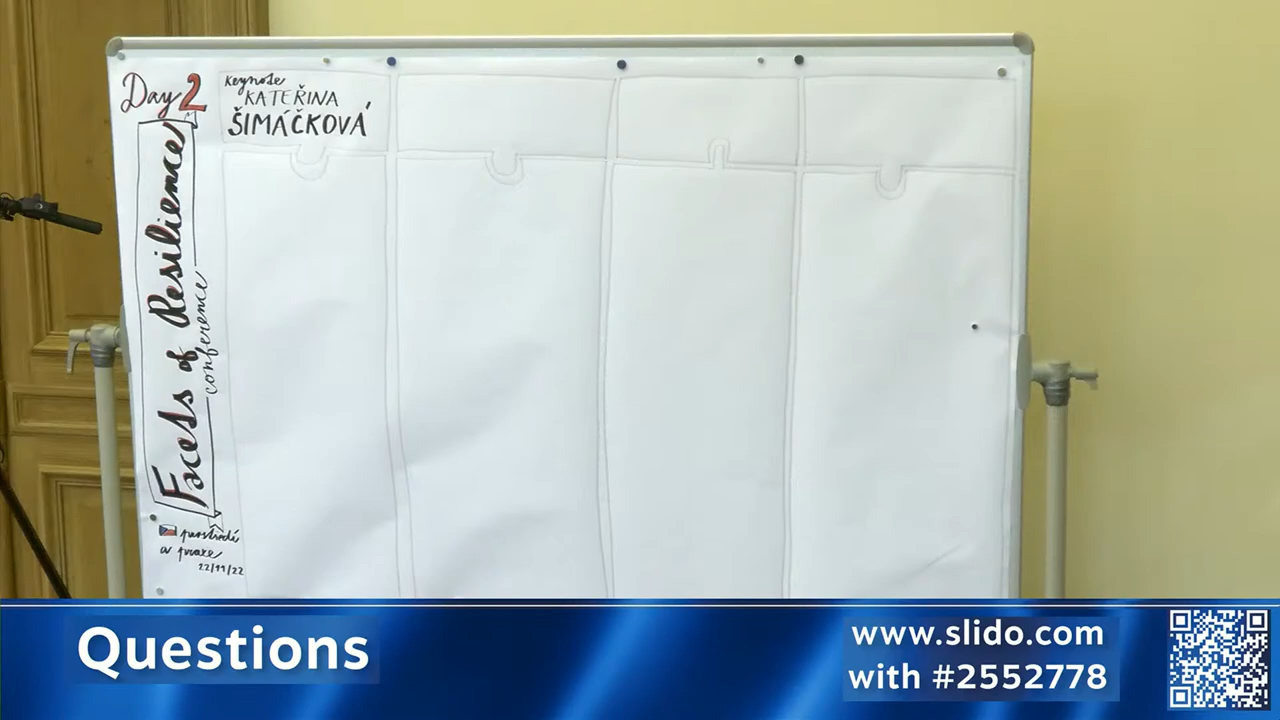 Day 2
keynote
KATEŘINA
ŠIMÁČKOVÁ
Faces of Resilience
conference
prostředí
a praxe
22/11/22
Questions
www.slido.com
with #2552778